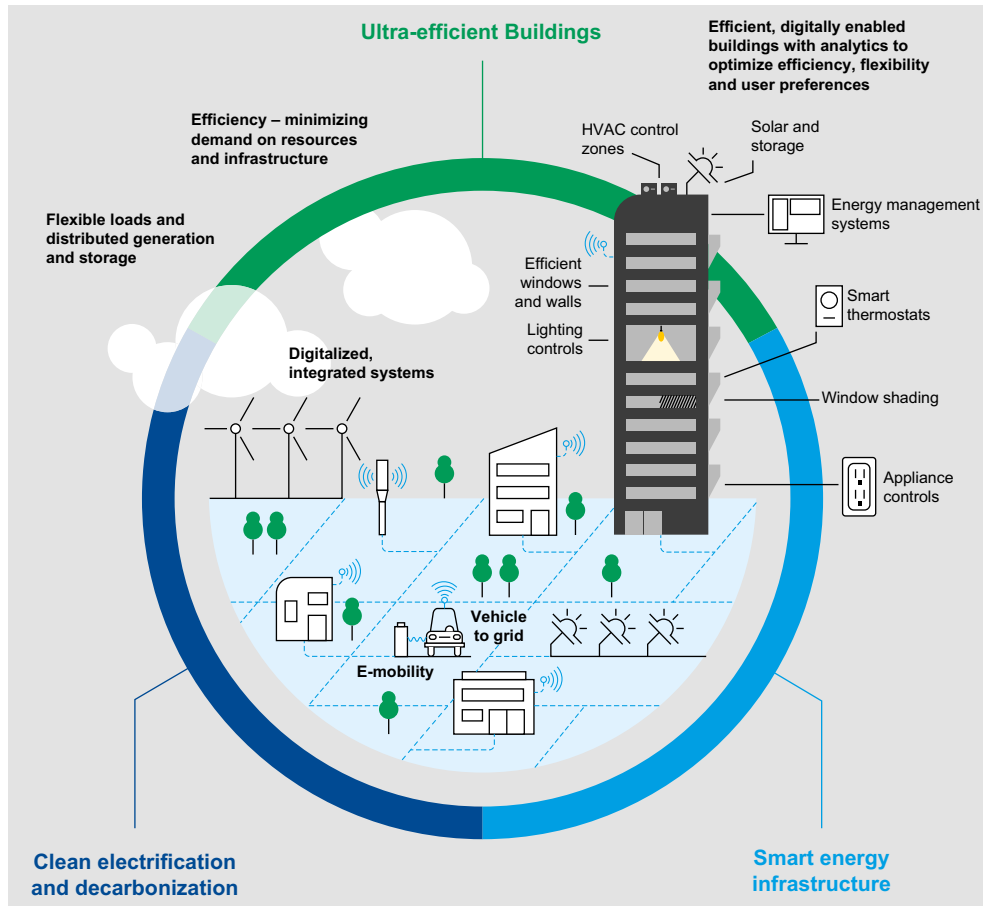 Ultra-efficient Buildings
Efficient, digitally enabled
buildings with analytics to
optimize efficiency, flexibility
and user preferences
Efficiency – minimizing
demand on resources
and infrastructure
HVAC control
zones
Solar and
storage
Flexible loads and
distributed generation
and storage
Energy management
systems
Efficient
windows
and walls
Smart
thermostats
Lighting
controls
Digitalized,
integrated systems
Window shading
Appliance
controls
Vehicle
to grid
E-mobility
Clean electrification
and decarbonization
Smart energy
infrastructure